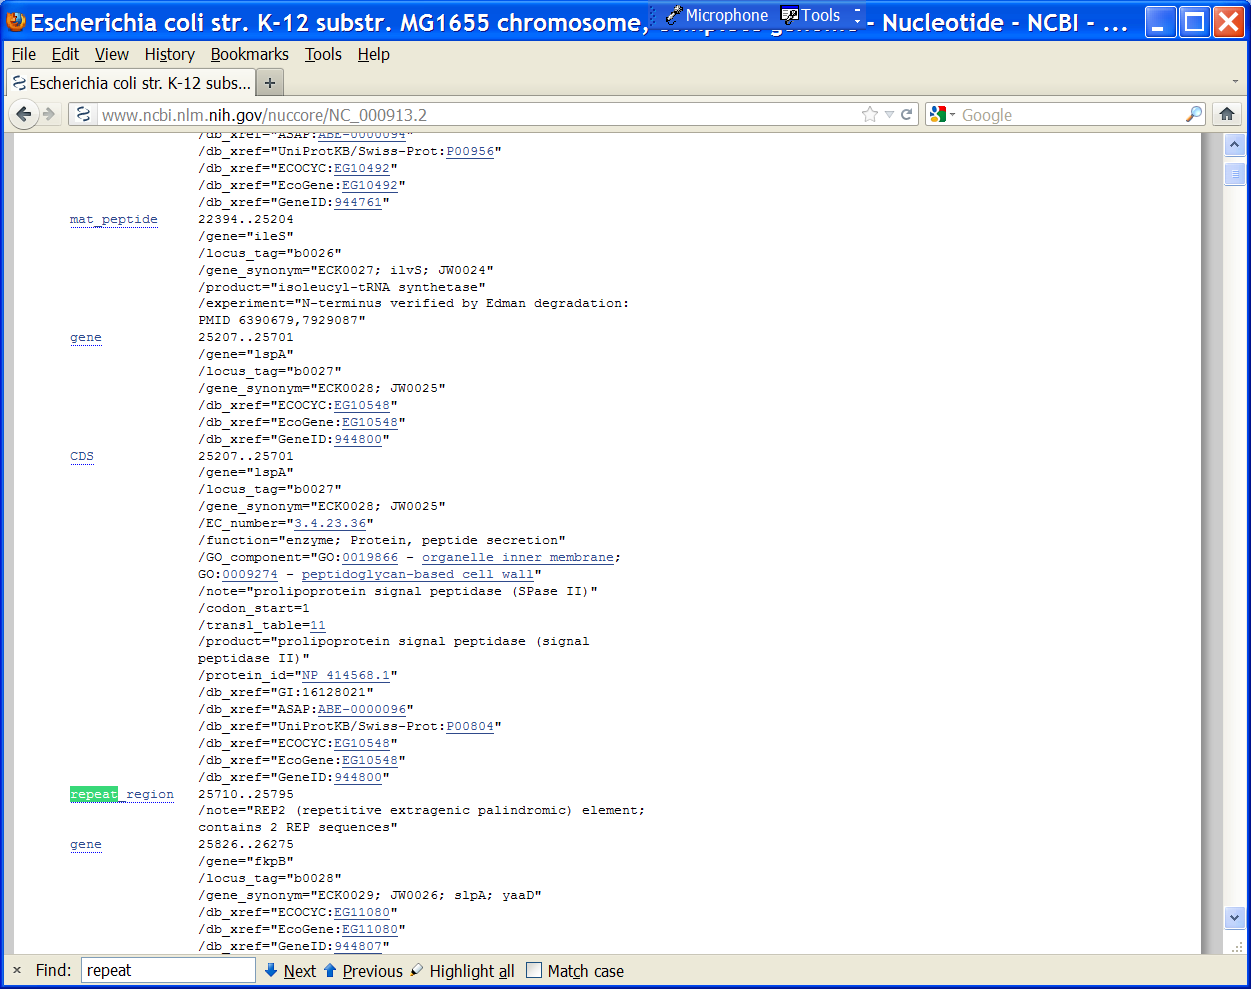 Escherichia coli str. K-12 substr. MG1655 chromosome, complete genome - Nucleotide - NCBI - ...
Microphone Tools
File Edit View History Bookmarks Tools Help
Escherichia coli str. K-12 subs... +
www.ncbi.nlm.nih.gov/nuccore/NC_000913.2 Google
/db_xref="ASAP:ABE-0000094"
/db_xref="UniProtKB/Swiss-Prot:P00956"
/db_xref="ECOCYC:EG10492"
/db_xref="EcoGene:EG10492"
/db_xref="GeneID:944761"
mat_peptide 22394..25204
/gene="ileS"
/locus_tag="b0026"
/gene_synonym="ECK0027; ilvS; JW0024"
/product="isoleucyl-tRNA synthetase"
/experiment="N-terminus verified by Edman degradation:
PMID 6390679,7929087"
gene 25207..25701
/gene="lspA"
/locus_tag="b0027"
/gene_synonym="ECK0028; JW0025"
/db_xref="ECOCYC:EG10548"
/db_xref="EcoGene:EG10548"
/db_xref="GeneID:944800"
CDS 25207..25701
/gene="lspA"
/locus_tag="b0027"
/gene_synonym="ECK0028; JW0025"
/EC_number="3.4.23.36"
/function="enzyme; Protein, peptide secretion"
/GO_component="GO:0019866 - organelle inner membrane;
GO:0009274 - peptidoglycan-based cell wall"
/note="prolipoprotein signal peptidase (SPase II)"
/codon_start=1
/transl_table=11
/product="prolipoprotein signal peptidase (signal
peptidase II)"
/protein_id="NP_414568.1"
/db_xref="GI:16128021"
/db_xref="ASAP:ABE-0000096"
/db_xref="UniProtKB/Swiss-Prot:P00804"
/db_xref="ECOCYC:EG10548"
/db_xref="EcoGene:EG10548"
/db_xref="GeneID:944800"
repeat_region 25710..25795
/note="REP2 (repetitive extragenic palindromic) element;
contains 2 REP sequences"
gene 25826..26275
/gene="fkpB"
/locus_tag="b0028"
/gene_synonym="ECK0029; JW0026; slpA; yaaD"
/db_xref="ECOCYC:EG11080"
/db_xref="EcoGene:EG11080"
/db_xref="GeneID:944807"
× Find: repeat Next Previous Highlight all Match case